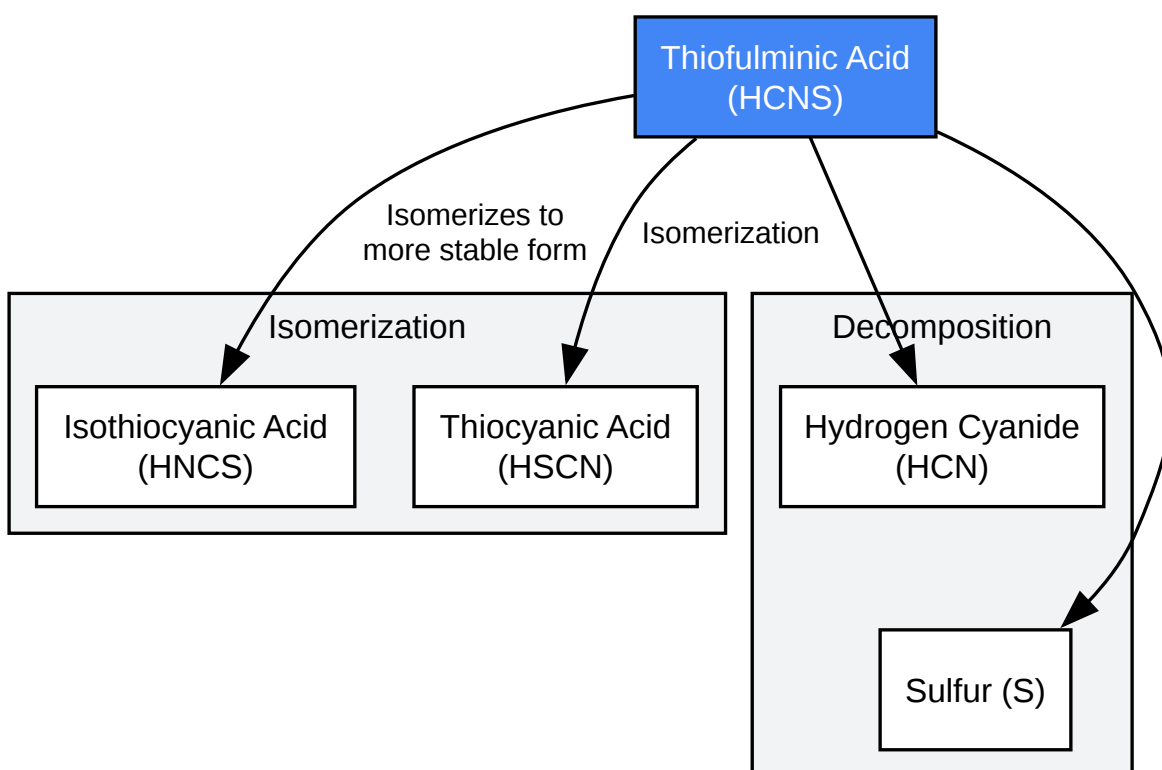 Thiofulminic Acid
(HCNS)
Isomerizes to
more stable form
Isomerization
Isomerization
Decomposition
Isothiocyanic Acid
(HNCS)
Thiocyanic Acid
(HSCN)
Hydrogen Cyanide
(HCN)
Sulfur (S)